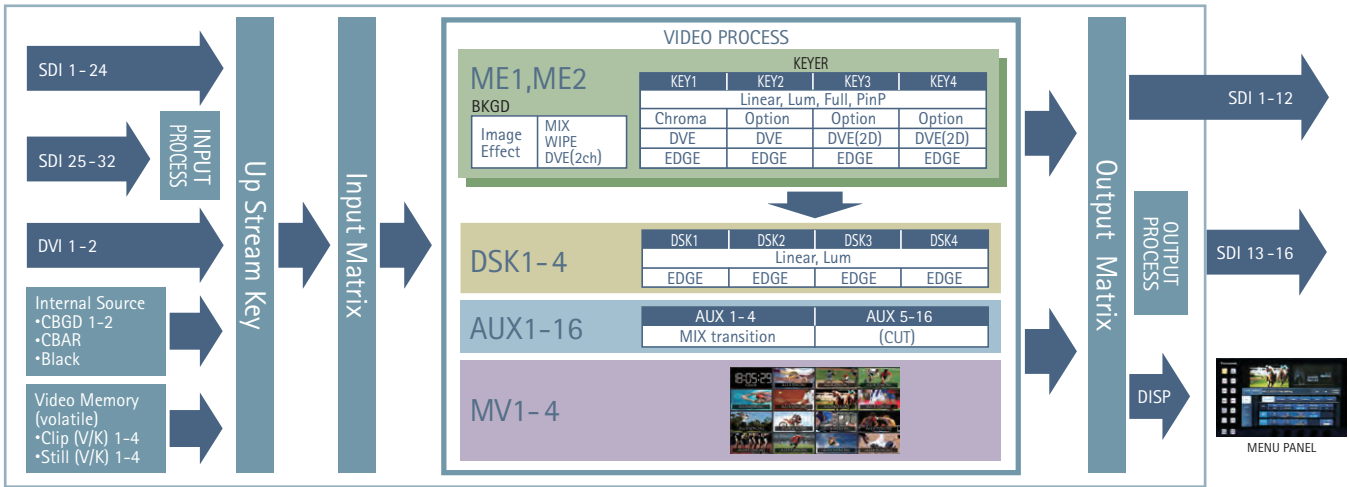 SDI 1-24
SDI 25-32
INPUT
PROCESS
DVI 1-2
Internal Source
•CBGD 1-2
•CBAR
•Black
Video Memory
(volatile)
•Clip (V/K) 1-4
•Still (V/K) 1-4
Up Stream Key
Input Matrix
VIDEO PROCESS
ME1,ME2
BKGD
Image
Effect
MIX
WIPE
DVE(2ch)
KEYER
KEY1 KEY2 KEY3 KEY4
Linear, Lum, Full, PinP
Chroma Option Option Option
DVE DVE DVE(2D) DVE(2D)
EDGE EDGE EDGE EDGE
DSK1-4
DSK1 DSK2 DSK3 DSK4
Linear, Lum
EDGE EDGE EDGE EDGE
AUX1-16
AUX 1-4 AUX 5-16
MIX transition (CUT)
MV1-4
18:05:29
Output Matrix
SDI 1-12
OUTPUT
PROCESS
SDI 13-16
DISP
MENU PANEL